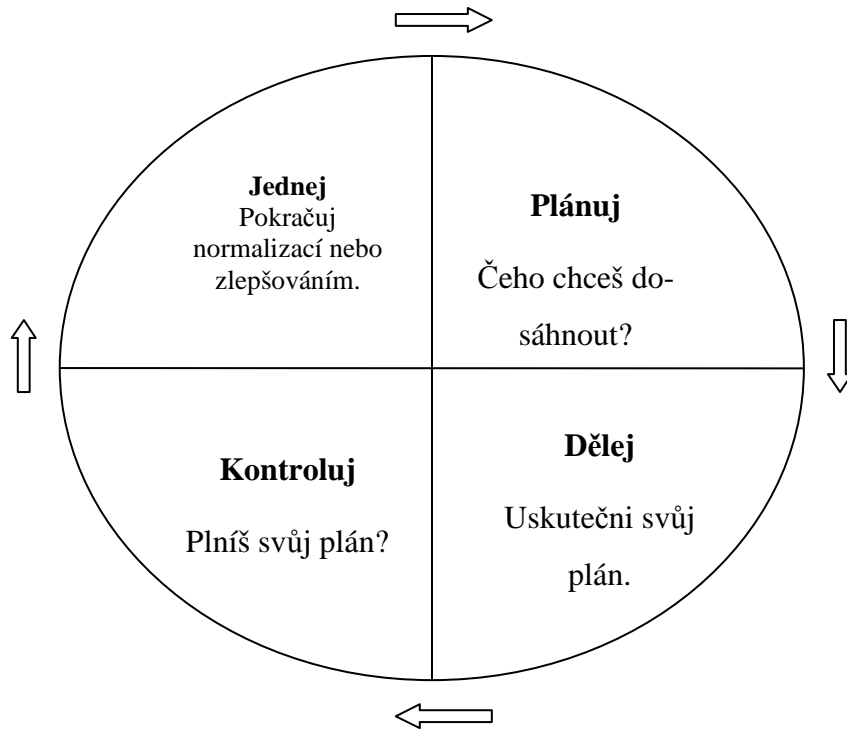 Jednej
Pokračuj
normalizací nebo
zlepšováním.
Plánuj
Čeho chceš do-
sáhnout?
Kontroluj
Plníš svůj plán?
Dělej
Uskutečni svůj
plán.